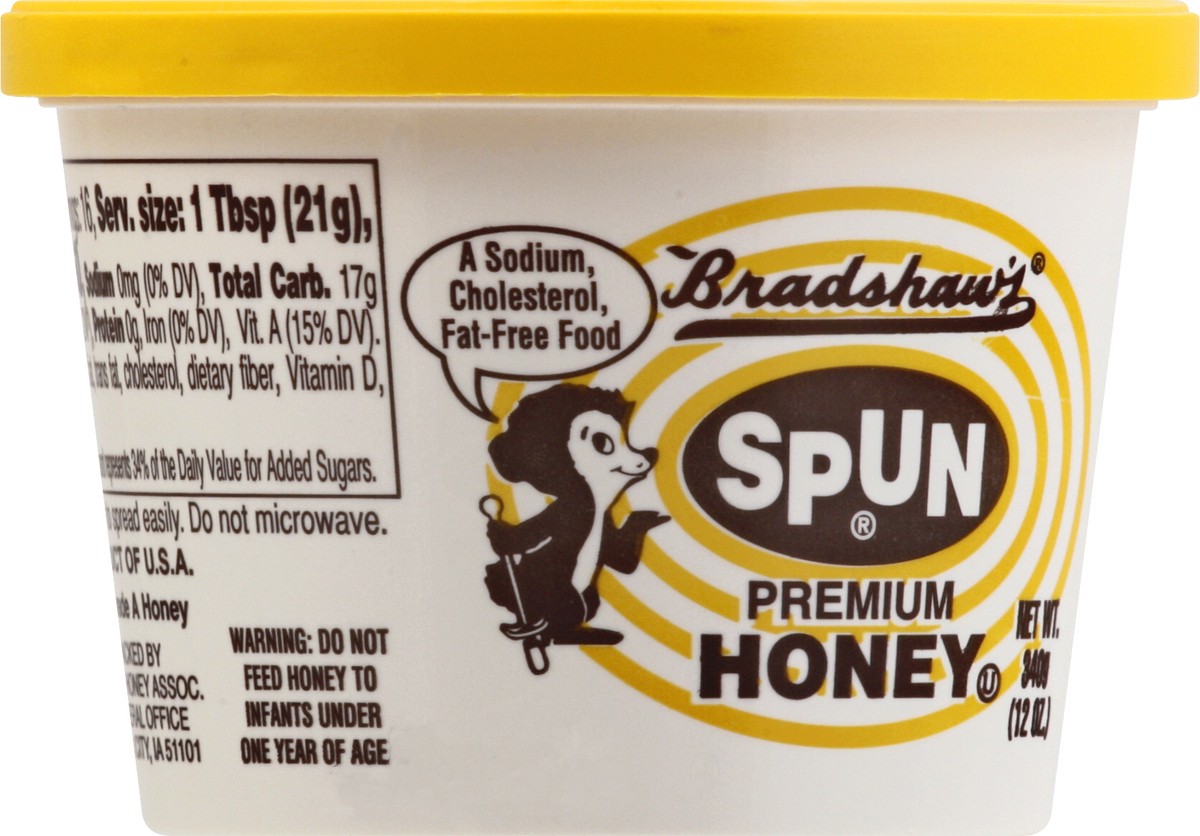 16, Serv. size: 1 Tbsp (21g),
Sodium 0mg (0% DV), Total Carb. 17g
Protein 0g, Iron (0% DV), Vit. A (15% DV).
trans fat, cholesterol, dietary fiber, Vitamin D,
represents 34% of the Daily Value for Added Sugars.
spread easily. Do not microwave.
OF U.S.A.
A Honey
BY
ASSOC.
OFFICE
CITY, IA 51101
WARNING: DO NOT
FEED HONEY TO
INFANTS UNDER
ONE YEAR OF AGE
A Sodium,
Cholesterol,
Fat-Free Food
Bradshaw's®
SPUN
®
PREMIUM
HONEY
U
NET WT.
340g
(12 OZ.)